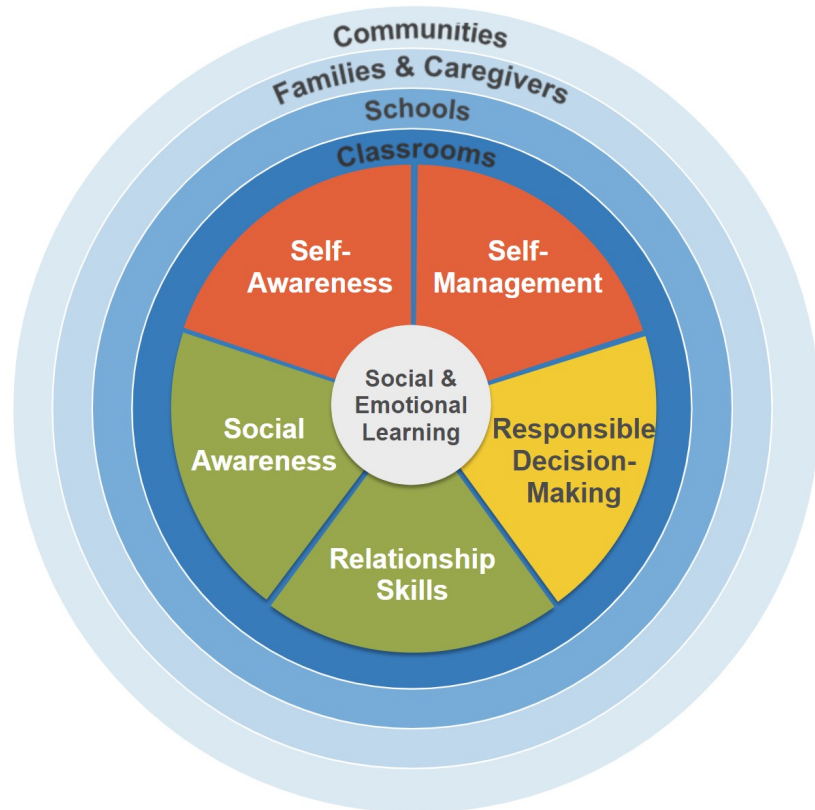 Communities
Families & Caregivers
Schools
Classrooms
Self-
Awareness
Self-
Management
Social &
Emotional
Learning
Social
Awareness
Responsible
Decision-
Making
Relationship
Skills